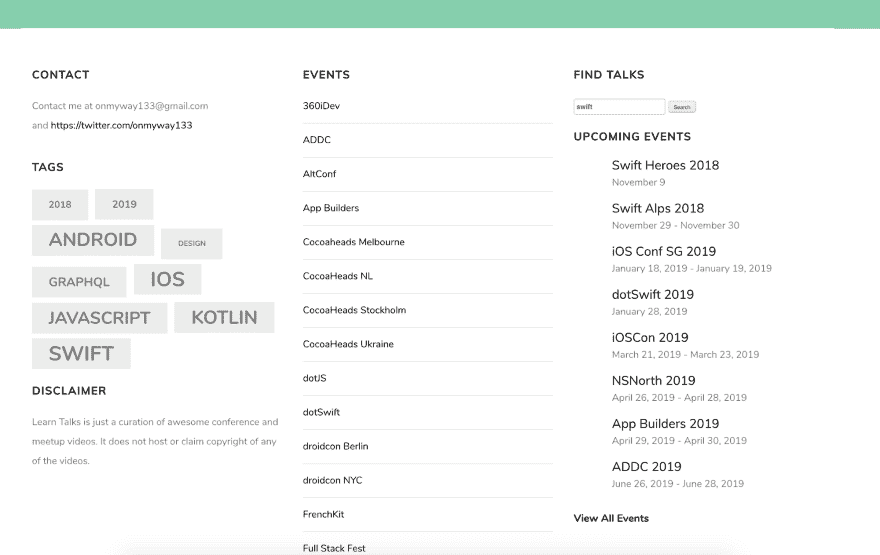 CONTACT
Contact me at onmyway133@gmail.com
and https://twitter.com/onmyway133
TAGS
2018 2019
ANDROID DESIGN
GRAPHQL IOS
JAVASCRIPT KOTLIN
SWIFT
DISCLAIMER
Learn Talks is just a curation of awesome conference and
meetup videos. It does not host or claim copyright of any
of the videos.
EVENTS
360iDev
ADDC
AltConf
App Builders
Cocoaheads Melbourne
CocoaHeads NL
CocoaHeads Stockholm
CocoaHeads Ukraine
dotJS
dotSwift
droidcon Berlin
droidcon NYC
FrenchKit
Full Stack Fest
FIND TALKS
swift Search
UPCOMING EVENTS
Swift Heroes 2018
November 9
Swift Alps 2018
November 29 - November 30
iOS Conf SG 2019
January 18, 2019 - January 19, 2019
dotSwift 2019
January 28, 2019
iOSCon 2019
March 21, 2019 - March 23, 2019
NSNorth 2019
April 26, 2019 - April 28, 2019
App Builders 2019
April 29, 2019 - April 30, 2019
ADDC 2019
June 26, 2019 - June 28, 2019
View All Events